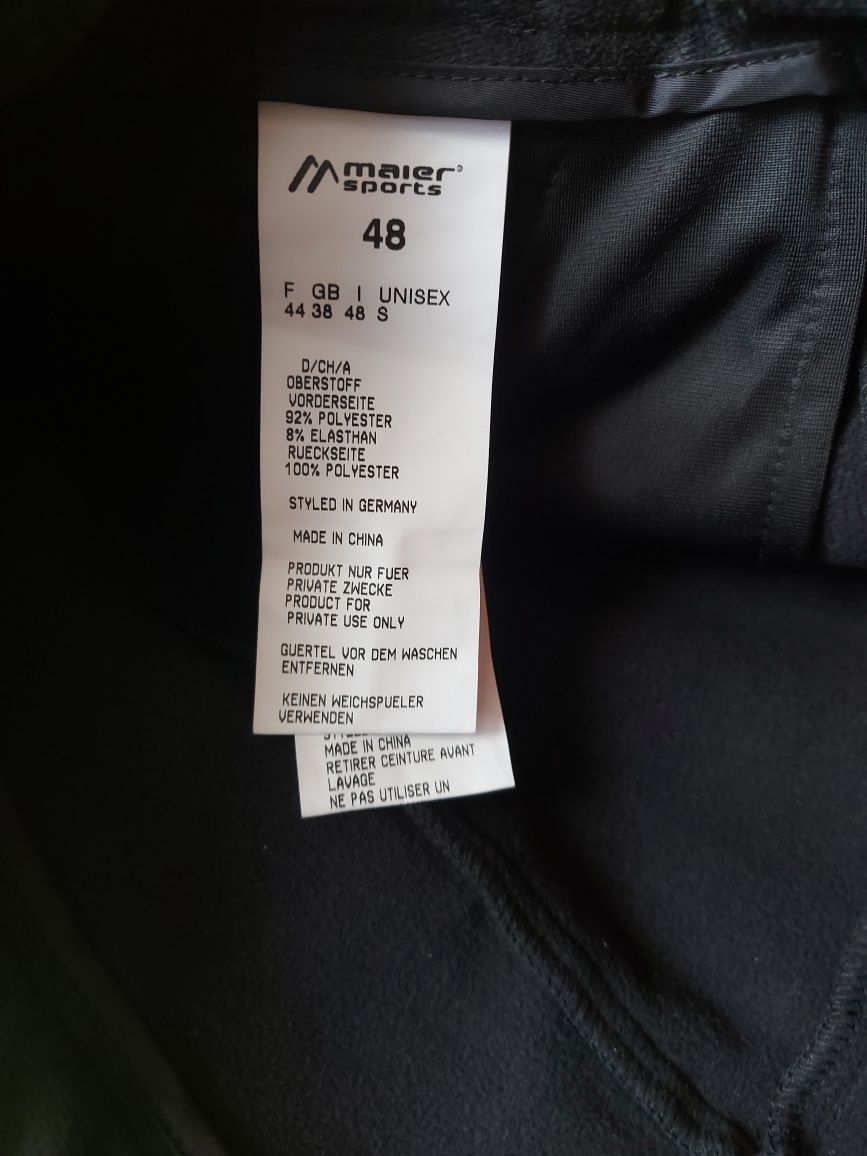 maier
sports
48
F GB I UNISEX
44 38 48 S
D/CH/A
OBERSTOFF
VORDERSEITE
92% POLYESTER
8% ELASTHAN
RUECKSEITE
100% POLYESTER
STYLED IN GERMANY
MADE IN CHINA
PRODUKT NUR FUER
PRIVATE ZWECKE
PRODUCT FOR
PRIVATE USE ONLY
GUERTEL VOR DEM WASCHEN
ENTFERNEN
KEINEN WEICHSPUELER
VERWENDEN
MADE IN CHINA
RETIRER CEINTURE AVANT
LAVAGE
NE PAS UTILISER UN